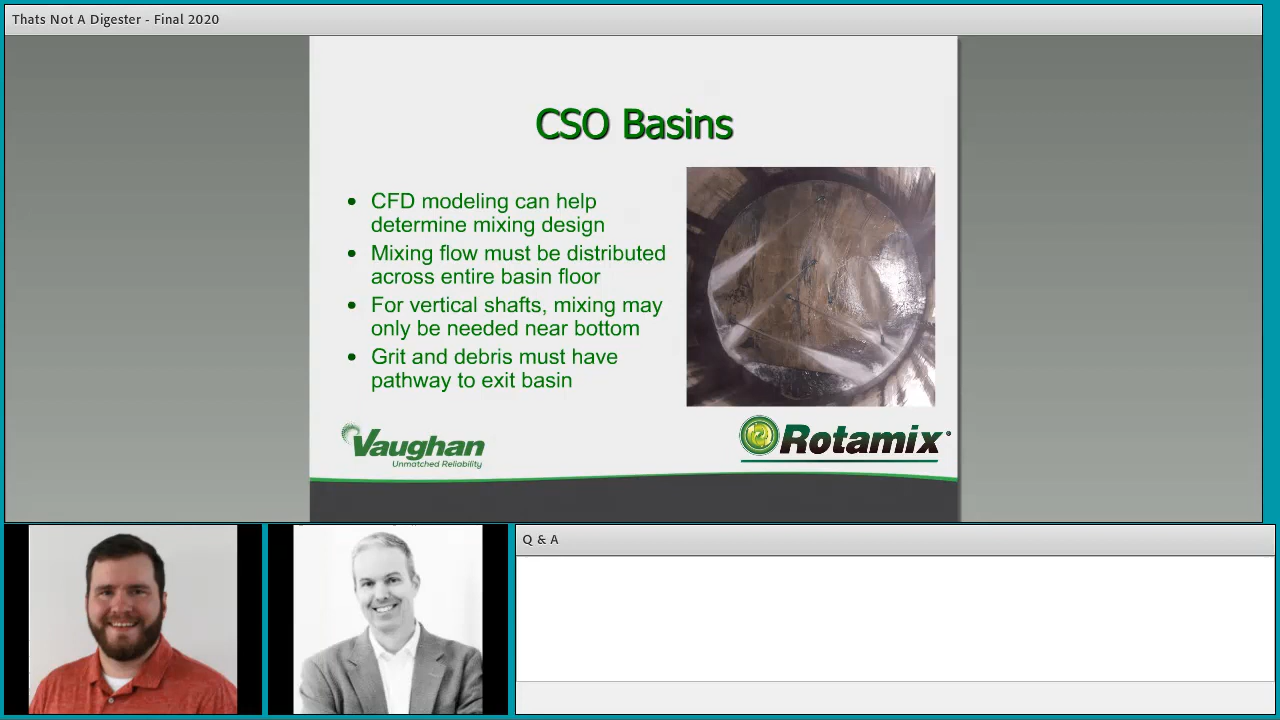 Thats Not A Digester - Final 2020
CSO Basins
• CFD modeling can help
determine mixing design
• Mixing flow must be distributed
across entire basin floor
• For vertical shafts, mixing may
only be needed near bottom
• Grit and debris must have
pathway to exit basin
Vaughan
Unmatched Reliability
Rotamix®
Q & A